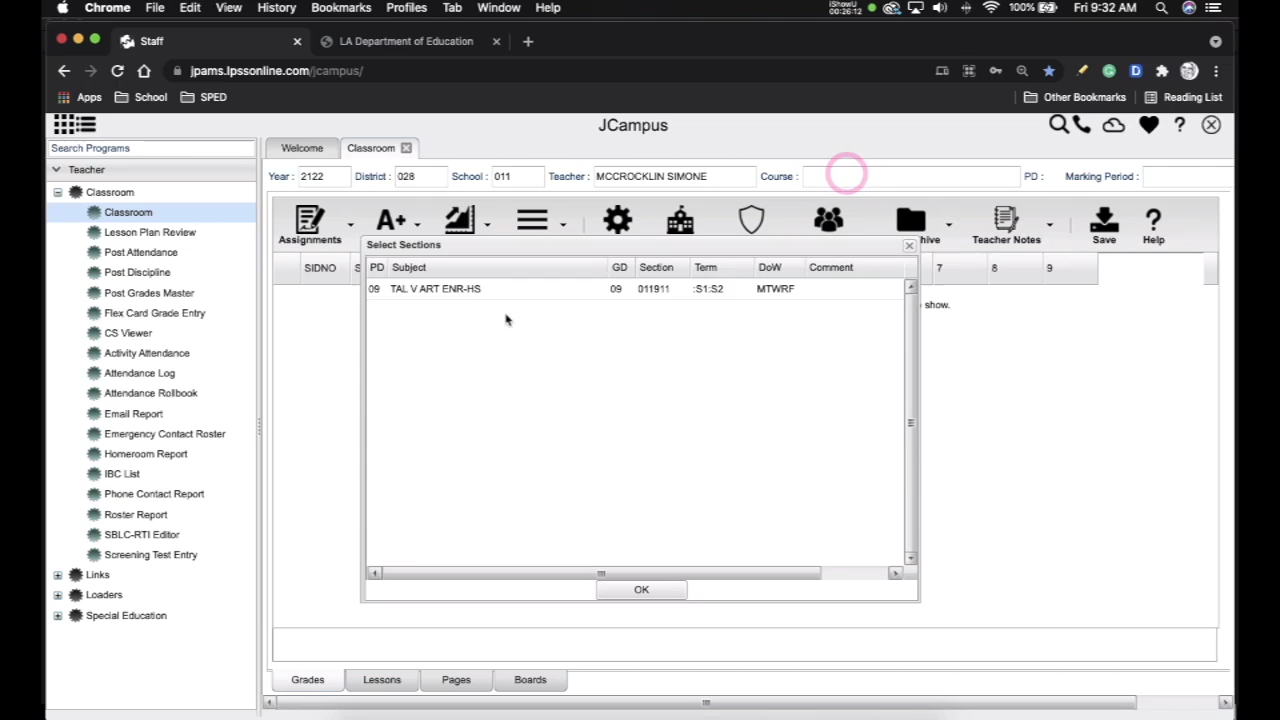 Chrome File Edit View History Bookmarks Profiles Tab Window Help iShowU 00:26:12 100% Fri 9:32 AM
Staff LA Department of Education
jpams.lpssonline.com/jcampus/
Apps School SPED Other Bookmarks Reading List
JCampus
Search Programs
Teacher
Classroom
Classroom
Lesson Plan Review
Post Attendance
Post Discipline
Post Grades Master
Flex Card Grade Entry
CS Viewer
Activity Attendance
Attendance Log
Attendance Rollbook
Email Report
Emergency Contact Roster
Homeroom Report
IBC List
Phone Contact Report
Roster Report
SBLC-RTI Editor
Screening Test Entry
Links
Loaders
Special Education
Welcome Classroom
Year : 2122 District : 028 School : 011 Teacher : MCCROCKLIN SIMONE Course : PD : Marking Period :
A+ ?
Assignments hive Teacher Notes Save Help
SIDNO S 7 8 9
show.
Select Sections
PD Subject GD Section Term DoW Comment
09 TAL V ART ENR-HS 09 011911 :S1:S2 MTWRF
OK
Grades Lessons Pages Boards